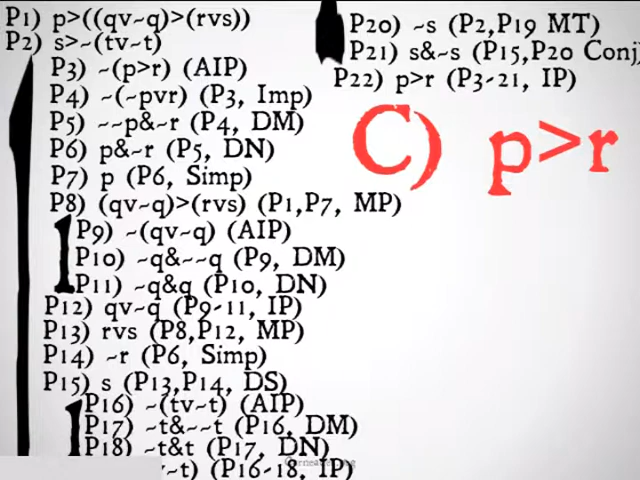 P1) p>((qv~q)>(rvs))
P2) s>~(tv~t)
P3) ~(p>r) (AIP)
P4) ~(~pvr) (P3, Imp)
P5) ~~p&~r (P4, DM)
P6) p&~r (P5, DN)
P7) p (P6, Simp)
P8) (qv~q)>(rvs) (P1,P7, MP)
P9) ~(qv~q) (AIP)
P10) ~q&~~q (P9, DM)
P11) ~q&q (P10, DN)
P12) qv~q (P9-11, IP)
P13) rvs (P8,P12, MP)
P14) ~r (P6, Simp)
P15) s (P13,P14, DS)
P16) ~(tv~t) (AIP)
P17) ~t&~~t (P16, DM)
P18) ~t&t (P17, DN)
v~t) (P16-18, IP)
P20) ~s (P2,P19 MT)
P21) s&~s (P15,P20 Conj)
P22) p>r (P3-21, IP)
C) p>r